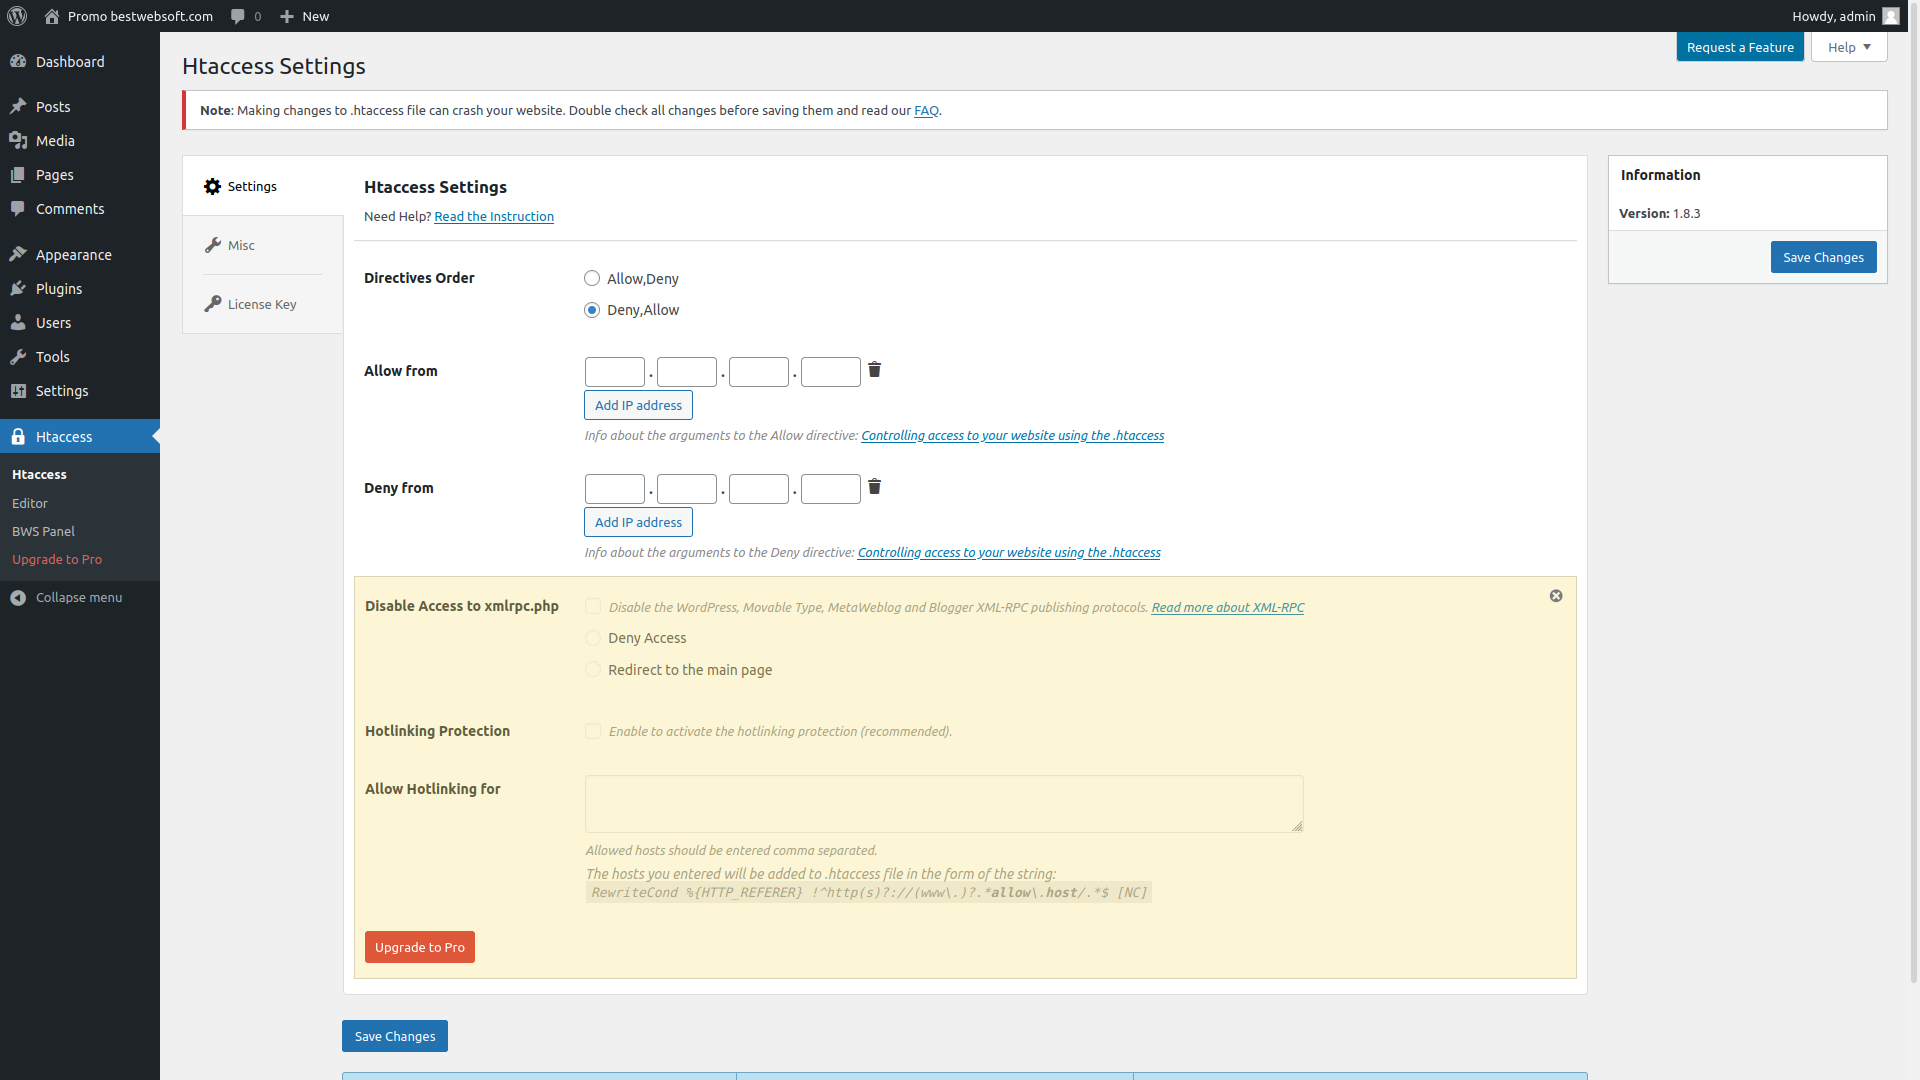 Promo bestwebsoft.com 0 New Howdy, admin
Dashboard
Posts
Media
Pages
Comments
Appearance
Plugins
Users
Tools
Settings
Htaccess
Htaccess
Editor
BWS Panel
Upgrade to Pro
Collapse menu
Request a Feature Help
Htaccess Settings
Note: Making changes to .htaccess file can crash your website. Double check all changes before saving them and read our FAQ.
Settings
Misc
License Key
Htaccess Settings
Need Help? Read the Instruction
Directives Order
Allow,Deny
Deny,Allow
Allow from
. . .
Add IP address
Info about the arguments to the Allow directive: Controlling access to your website using the .htaccess
Deny from
. . .
Add IP address
Info about the arguments to the Deny directive: Controlling access to your website using the .htaccess
Disable Access to xmlrpc.php
Disable the WordPress, Movable Type, MetaWeblog and Blogger XML-RPC publishing protocols. Read more about XML-RPC
Deny Access
Redirect to the main page
Hotlinking Protection
Enable to activate the hotlinking protection (recommended).
Allow Hotlinking for
Allowed hosts should be entered comma separated.
The hosts you entered will be added to .htaccess file in the form of the string:
RewriteCond %{HTTP_REFERER} !^http(s)?://(www\.)?.*allow\.host/.*$ [NC]
Upgrade to Pro
Save Changes
Information
Version: 1.8.3
Save Changes